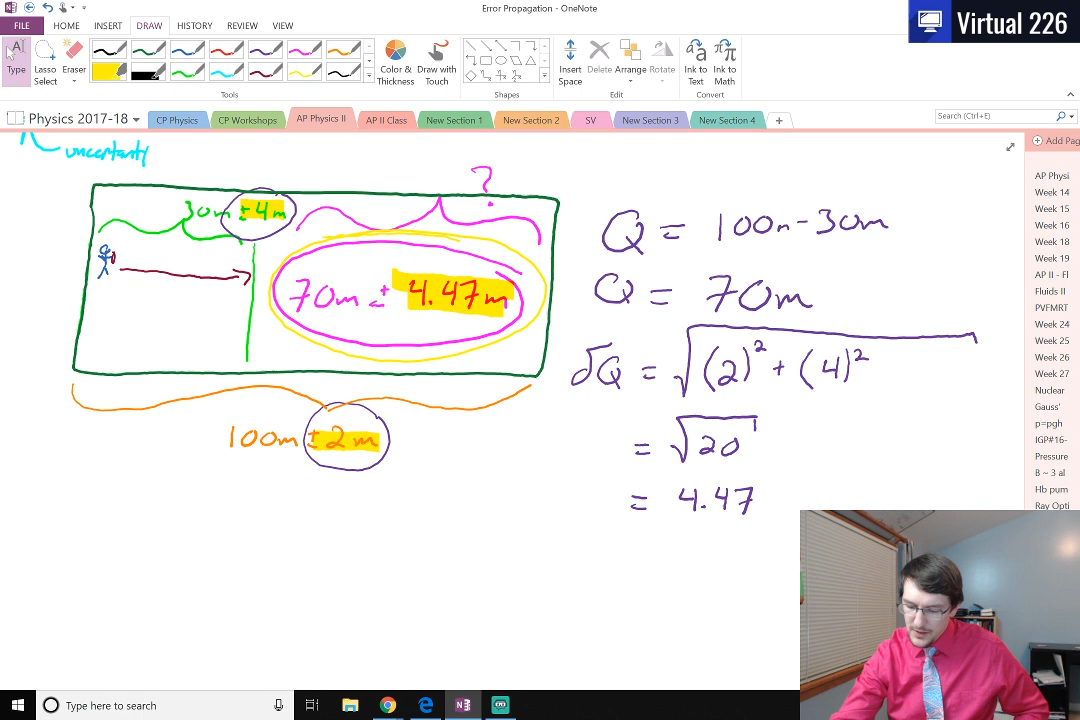 Error Propagation - OneNote
Virtual 226
FILE HOME INSERT DRAW HISTORY REVIEW VIEW
Type
Lasso Select
Eraser
Color & Thickness
Draw with Touch
Insert Space
Delete
Arrange
Rotate
Ink to Text
Ink to Math
Tools Shapes Edit Convert
Physics 2017-18 CP Physics CP Workshops AP Physics II AP II Class New Section 1 New Section 2 SV New Section 3 New Section 4 +
Search (Ctrl+E)
Add Pag
uncertanty
30m ± 4m
?
70m ± 4.47m
100m ± 2m
Q = 100m - 30m
Q = 70m
δQ = √(2)² + (4)²
= √20
= 4.47
AP Physi
Week 14
Week 15
Week 16
Week 18
Week 19
AP II - Fl
Fluids II
PVFMRT
Week 24
Week 25
Week 26
Week 27
Nuclear
Gauss'
p=pgh
IGP#16-
Pressure
B ~ 3 al
Hb pum
Ray Opti
Type here to search